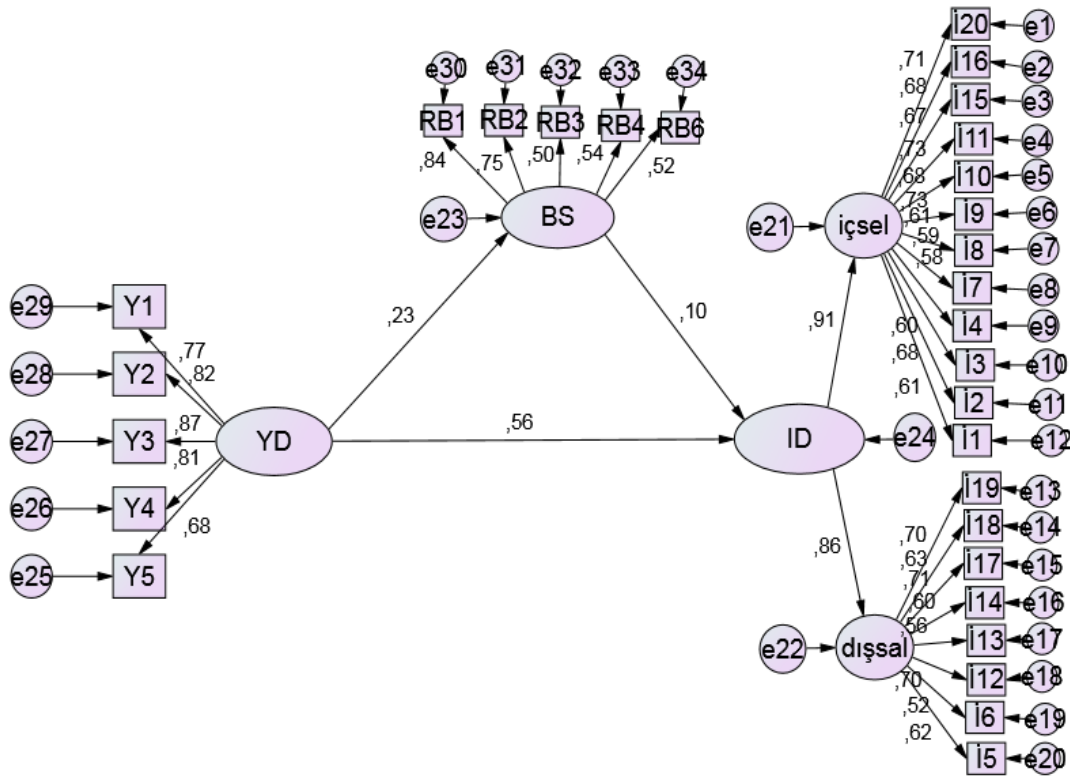 İ20
e1
İ16
e2
İ15
e3
İ11
e4
İ10
e5
İ9
e6
İ8
e7
İ7
e8
İ4
e9
İ3
e10
İ2
e11
İ1
e12
,71
,68
,67
,73
,68
,73
,61
,59
,58
,60
,68
,61
e21
içsel
e30
e31
e32
e33
e34
RB1
RB2
RB3
RB4
RB6
,84
,75
,50
,54
,52
e23
BS
,23
,10
,91
e29
Y1
e28
Y2
e27
Y3
e26
Y4
e25
Y5
,77
,82
,87
,81
,68
YD
,56
ID
e24
,86
İ19
e13
İ18
e14
İ17
e15
İ14
e16
İ13
e17
İ12
e18
İ6
e19
İ5
e20
,70
,63
,71
,60
,56
,70
,52
,62
e22
dışsal